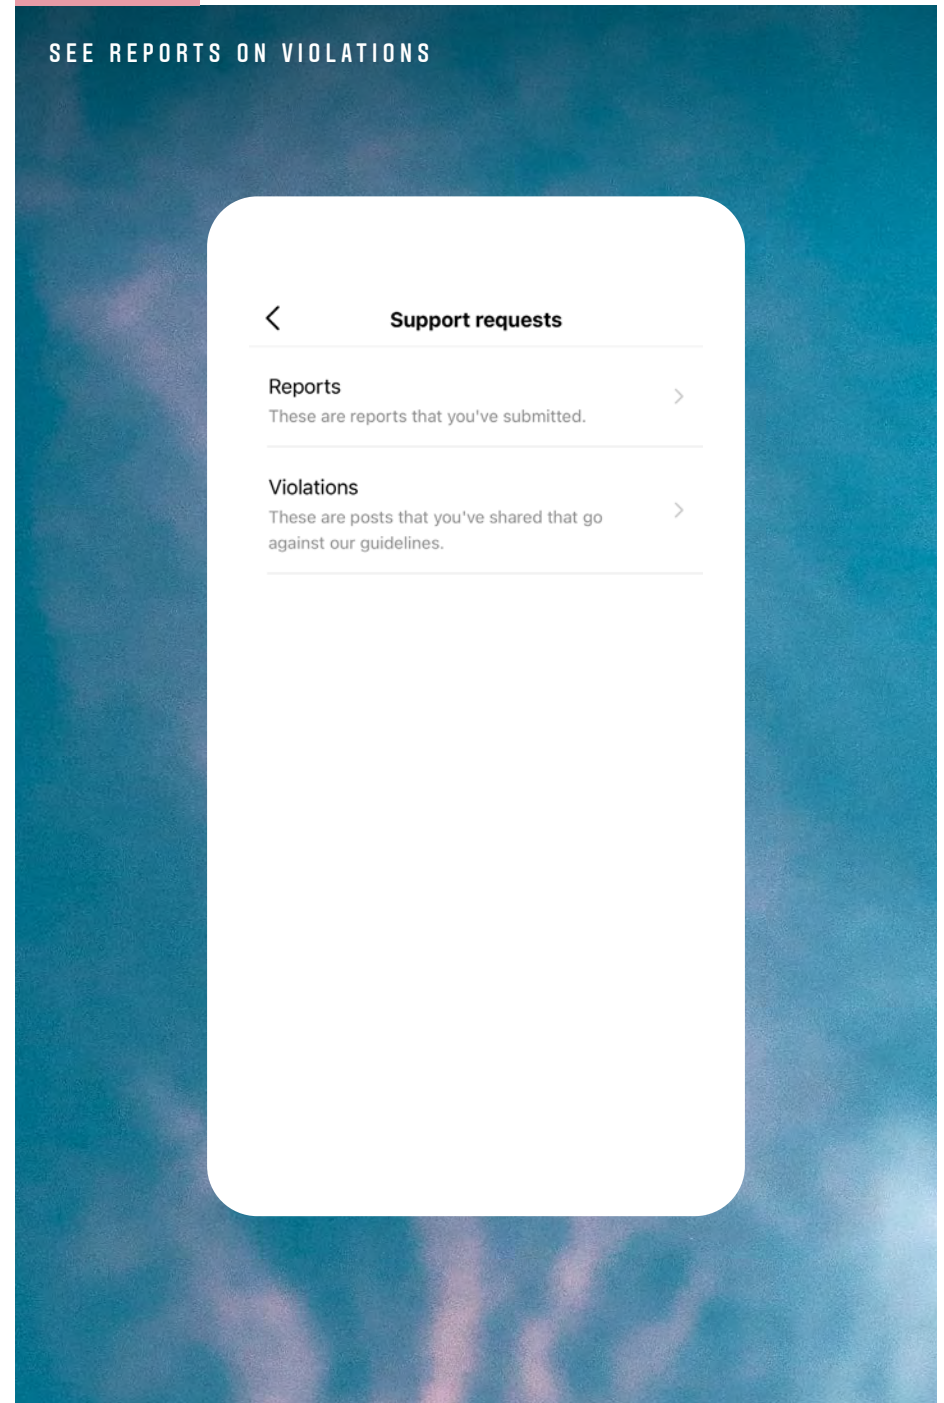 SEE REPORTS ON VIOLATIONS
Support requests
Reports
These are reports that you've submitted.
Violations
These are posts that you've shared that go
against our guidelines.